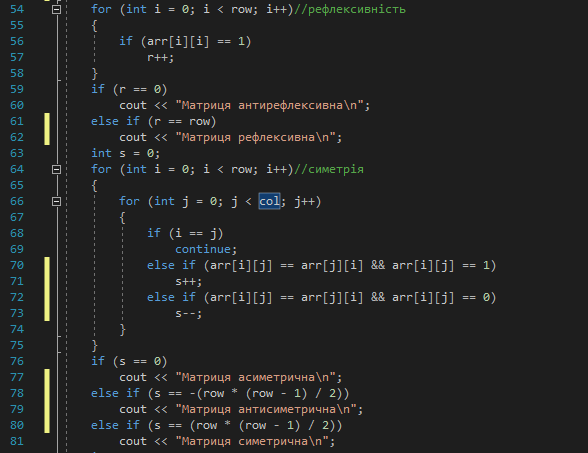 54 for (int i = 0; i < row; i++)//рефлексивність
55 {
56 if (arr[i][i] == 1)
57 r++;
58 }
59 if (r == 0)
60 cout << "Матриця антирефлексивна\n";
61 else if (r == row)
62 cout << "Матриця рефлексивна\n";
63 int s = 0;
64 for (int i = 0; i < row; i++)//симетрія
65 {
66 for (int j = 0; j < col; j++)
67 {
68 if (i == j)
69 continue;
70 else if (arr[i][j] == arr[j][i] && arr[i][j] == 1)
71 s++;
72 else if (arr[i][j] == arr[j][i] && arr[i][j] == 0)
73 s--;
74 }
75 }
76 if (s == 0)
77 cout << "Матриця асиметрична\n";
78 else if (s == -(row * (row - 1) / 2))
79 cout << "Матриця антисиметрична\n";
80 else if (s == (row * (row - 1) / 2))
81 cout << "Матриця симетрична\n";